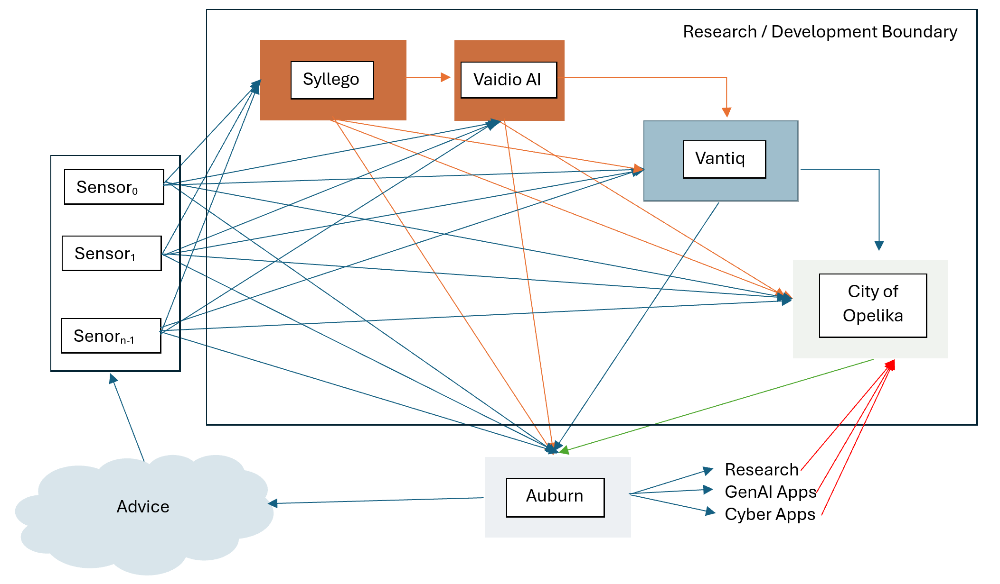 Research / Development Boundary
Syllego
Vaidio AI
Vantiq
Sensor₀
Sensor₁
Senorₙ₋₁
City of
Opelika
Auburn
Research
GenAI Apps
Cyber Apps
Advice